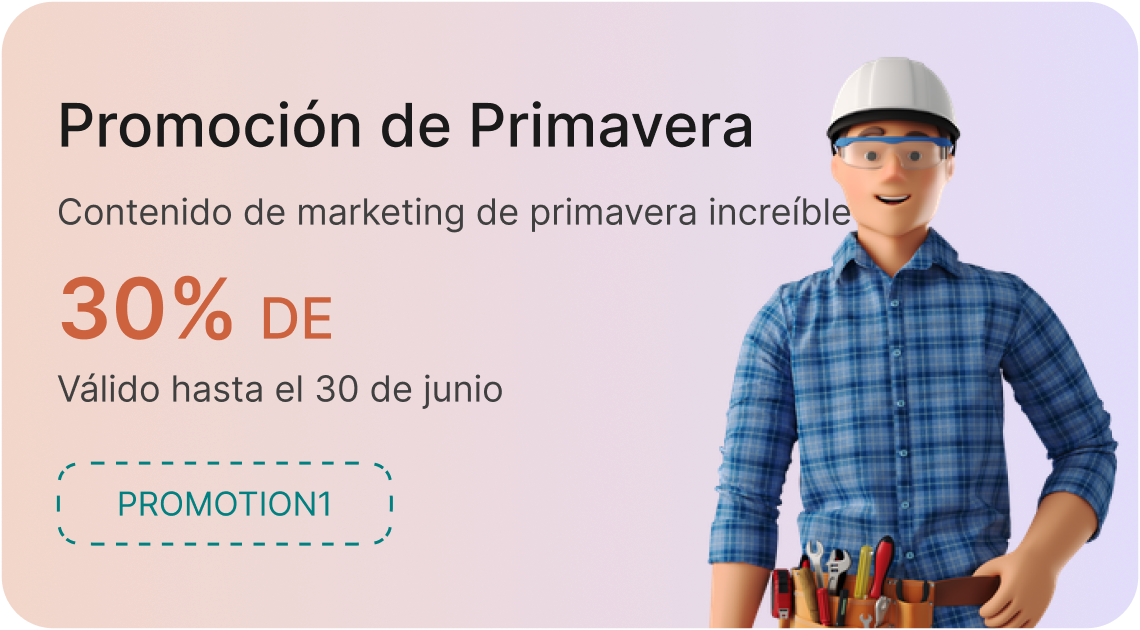 Promoción de Primavera
Contenido de marketing de primavera increíble
30% DE
Válido hasta el 30 de junio
PROMOTION1